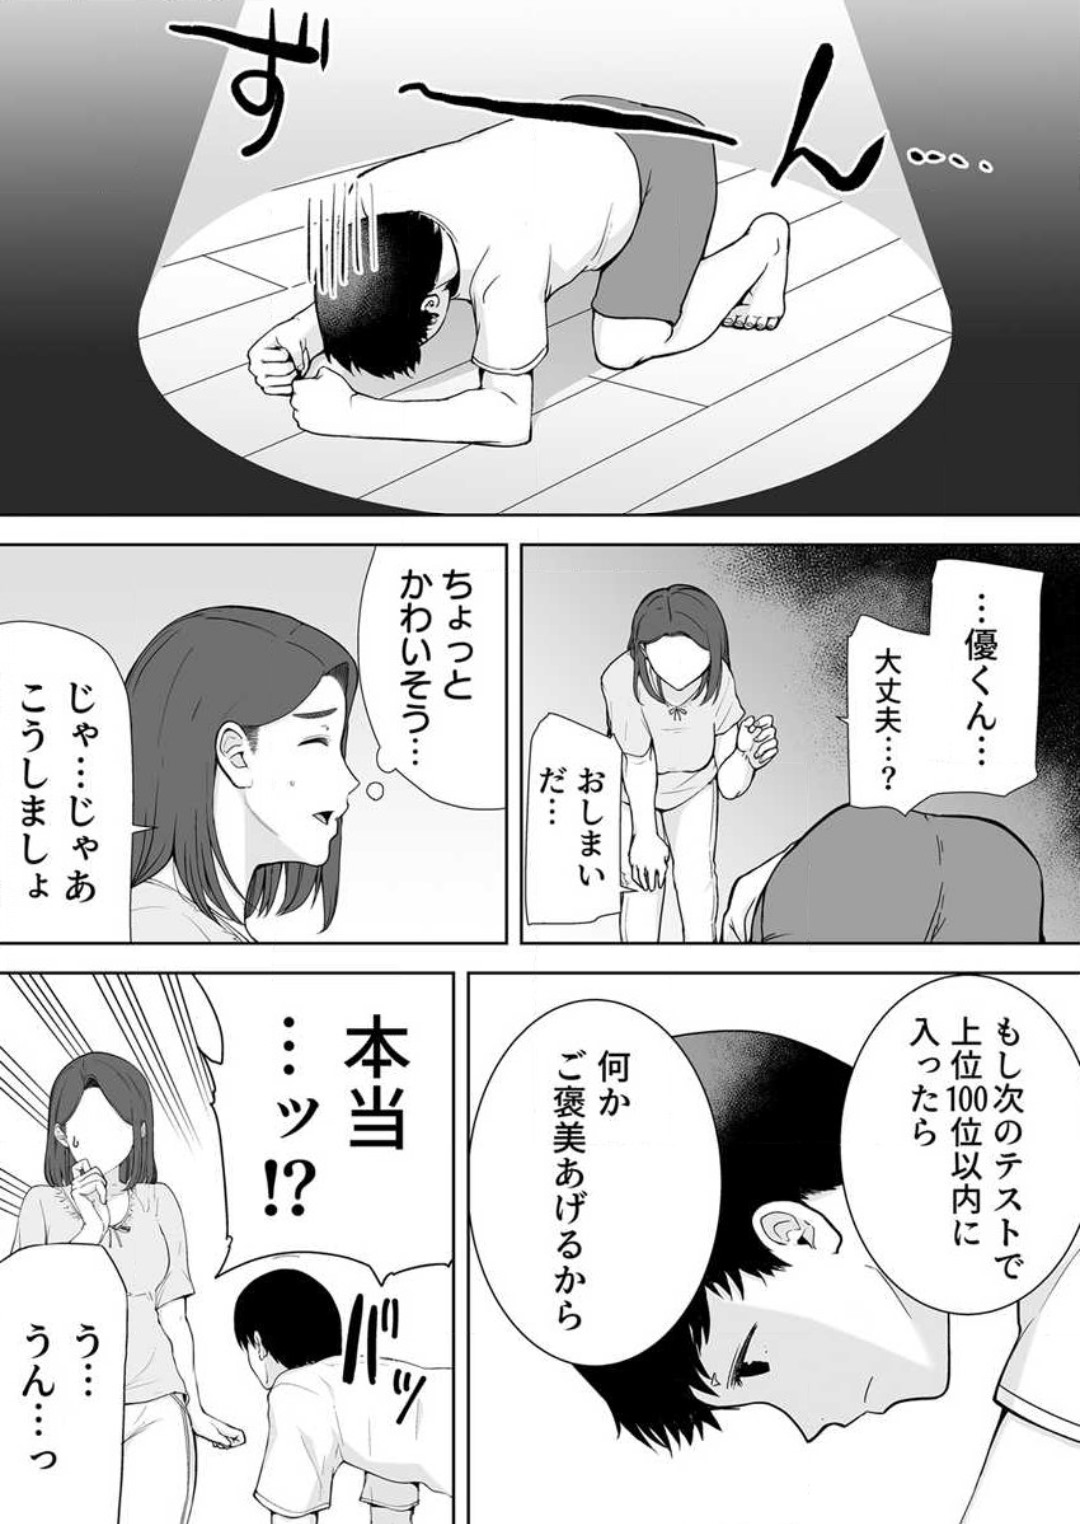 ずーん……
…優くん…
大丈夫…？
おしまい
だ…
ちょっと
かわいそう…
じゃ…じゃあ
こうしましょ
もし次のテストで
上位100位以内に
入ったら
何か
ご褒美あげるから
本当
…ッ!?
ガバッ
う…
うん…っ